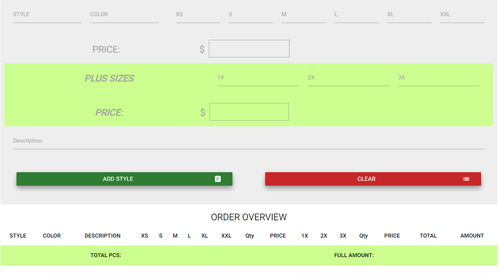 STYLE COLOR XS S M L XL XXL
PRICE: $
PLUS SIZES 1X 2X 3X
PRICE: $
Description
ADD STYLE CLEAR
ORDER OVERVIEW
STYLE COLOR DESCRIPTION XS S M L XL XXL Qty PRICE 1X 2X 3X Qty PRICE TOTAL AMOUNT
TOTAL PCS: FULL AMOUNT: